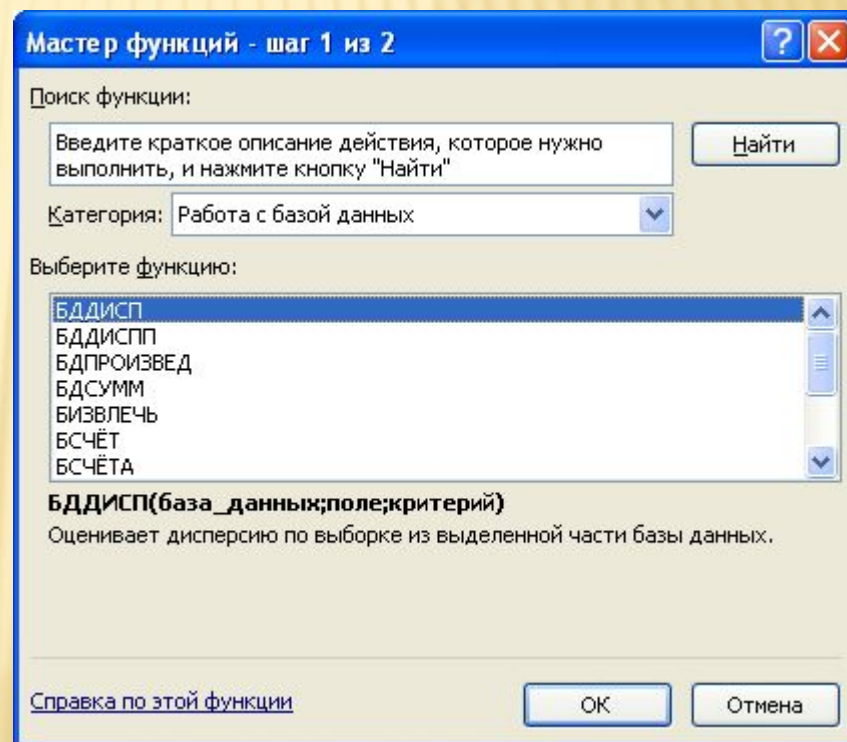 Мастер функций - шаг 1 из 2
Поиск функции:
Введите краткое описание действия, которое нужно
выполнить, и нажмите кнопку "Найти"
Найти
Категория: Работа с базой данных
Выберите функцию:
БДДИСП
БДДИСПП
БДПРОИЗВЕД
БДСУММ
БИЗВЛЕЧЬ
БСЧЁТ
БСЧЁТА
БДДИСП(база_данных;поле;критерий)
Оценивает дисперсию по выборке из выделенной части базы данных.
Справка по этой функции
ОК
Отмена